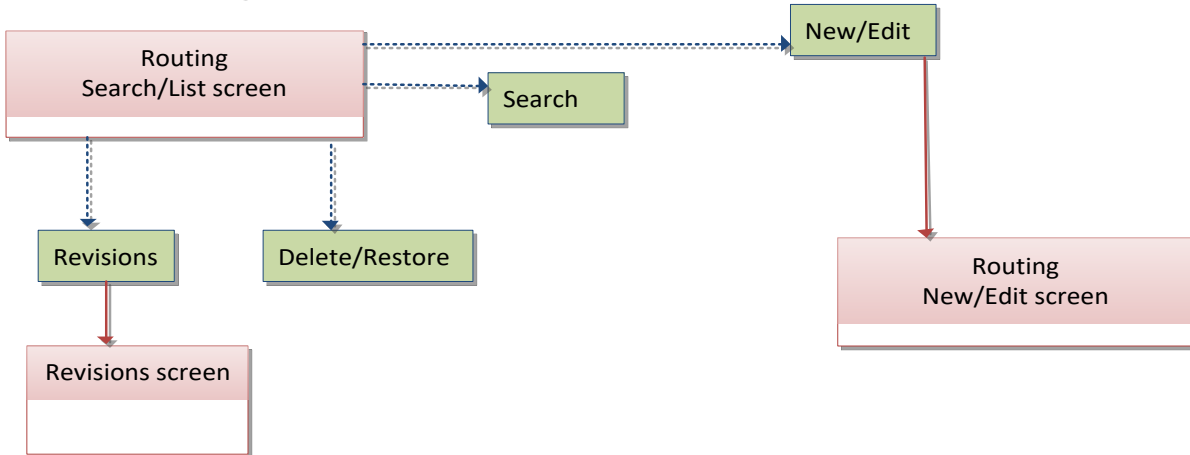 Routing
Search/List screen
New/Edit
Search
Revisions
Delete/Restore
Routing
New/Edit screen
Revisions screen